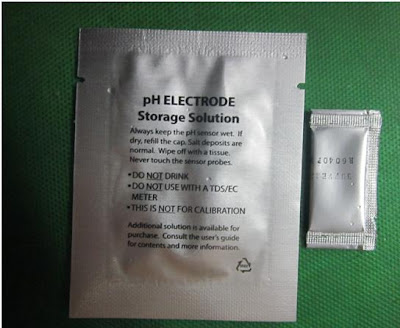 pH ELECTRODE
Storage Solution
Always keep the pH sensor wet. If
dry, refill the cap. Salt deposits are
normal. Wipe off with a tissue.
Never touch the sensor probes.
•DO NOT DRINK
•DO NOT USE WITH A TDS/EC
METER
•THIS IS NOT FOR CALIBRATION
Additional solution is available for
purchase. Consult the user's guide
for contents and more information.